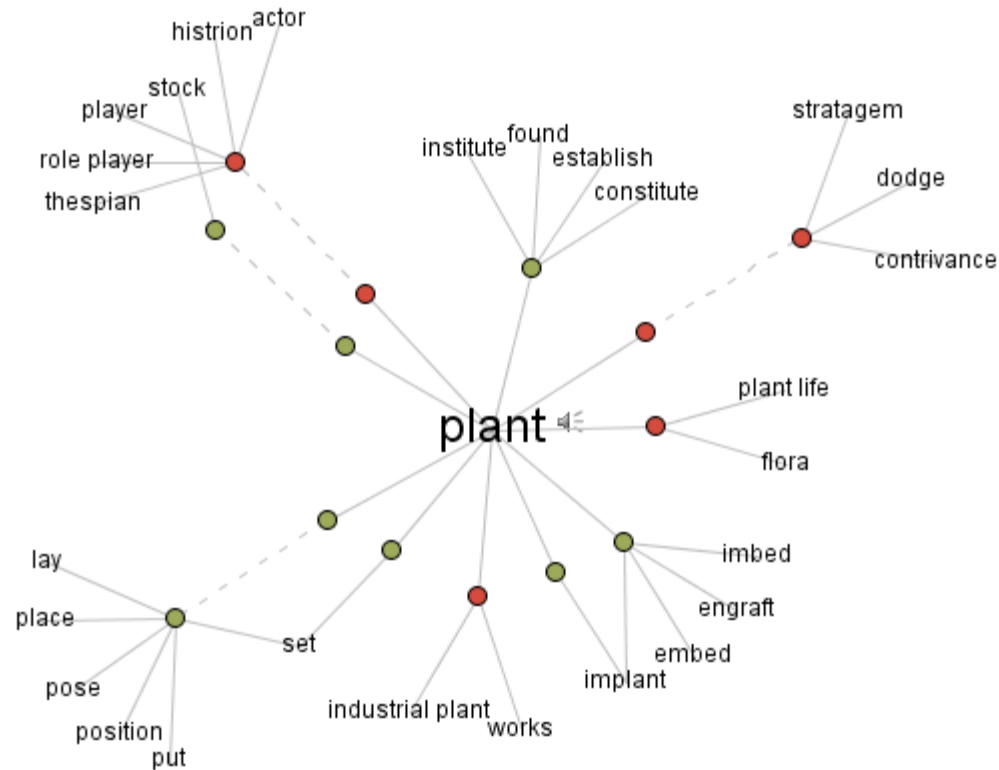 actor
histrion
stock
player
role player
thespian
institute
found
establish
constitute
stratagem
dodge
contrivance
plant
plant life
flora
imbed
engraft
embed
implant
industrial plant
works
set
lay
place
pose
position
put